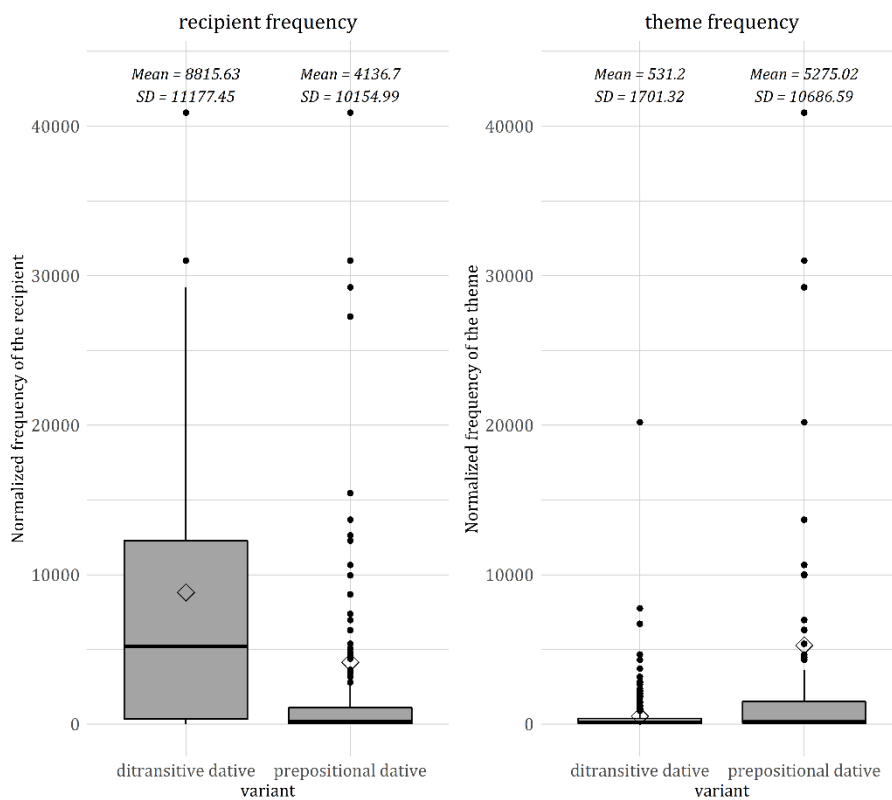 recipient frequency
Mean = 8815.63
SD = 11177.45
Mean = 4136.7
SD = 10154.99
Normalized frequency of the recipient
40000
30000
20000
10000
0
ditransitive dative
prepositional dative
variant
theme frequency
Mean = 531.2
SD = 1701.32
Mean = 5275.02
SD = 10686.59
Normalized frequency of the theme
40000
30000
20000
10000
0
ditransitive dative
prepositional dative
variant